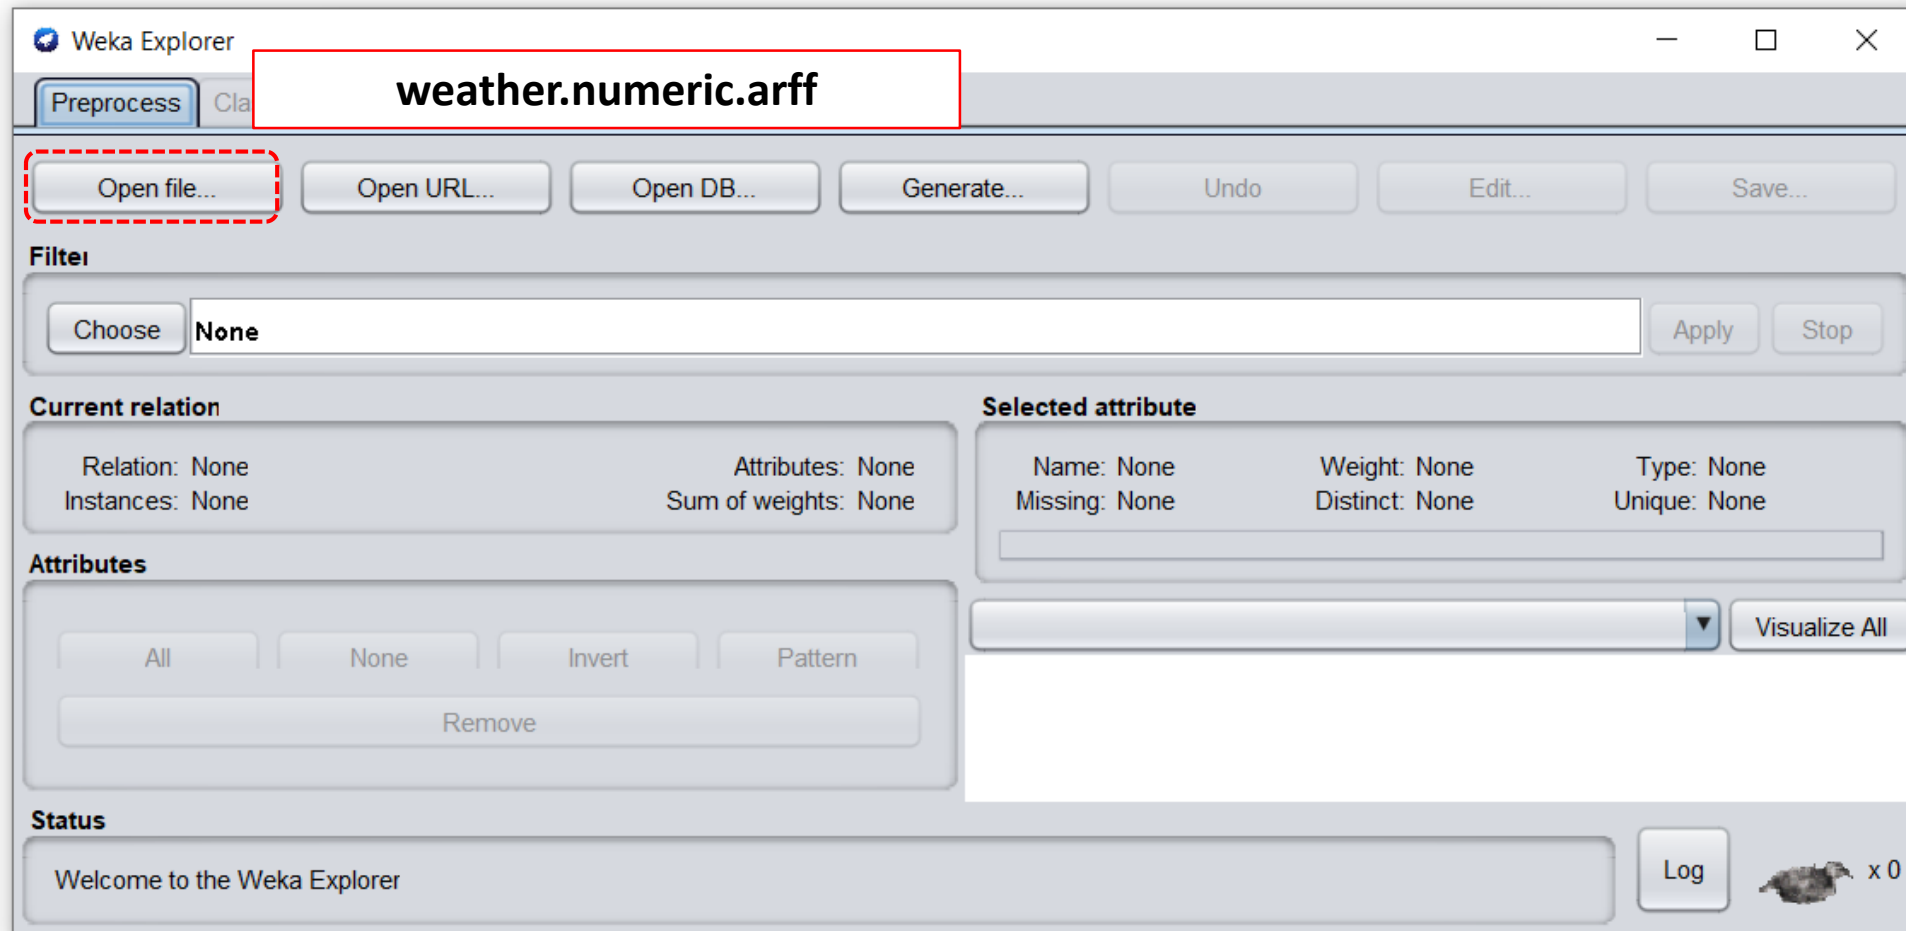 Weka Explorer
weather.numeric.arff
Preprocess Cla
Open file... Open URL... Open DB... Generate... Undo Edit... Save...
Filter
Choose None Apply Stop
Current relation
Relation: None Attributes: None
Instances: None Sum of weights: None
Selected attribute
Name: None Weight: None Type: None
Missing: None Distinct: None Unique: None
Attributes
All None Invert Pattern
Remove
Visualize All
Status
Welcome to the Weka Explorer
Log x 0